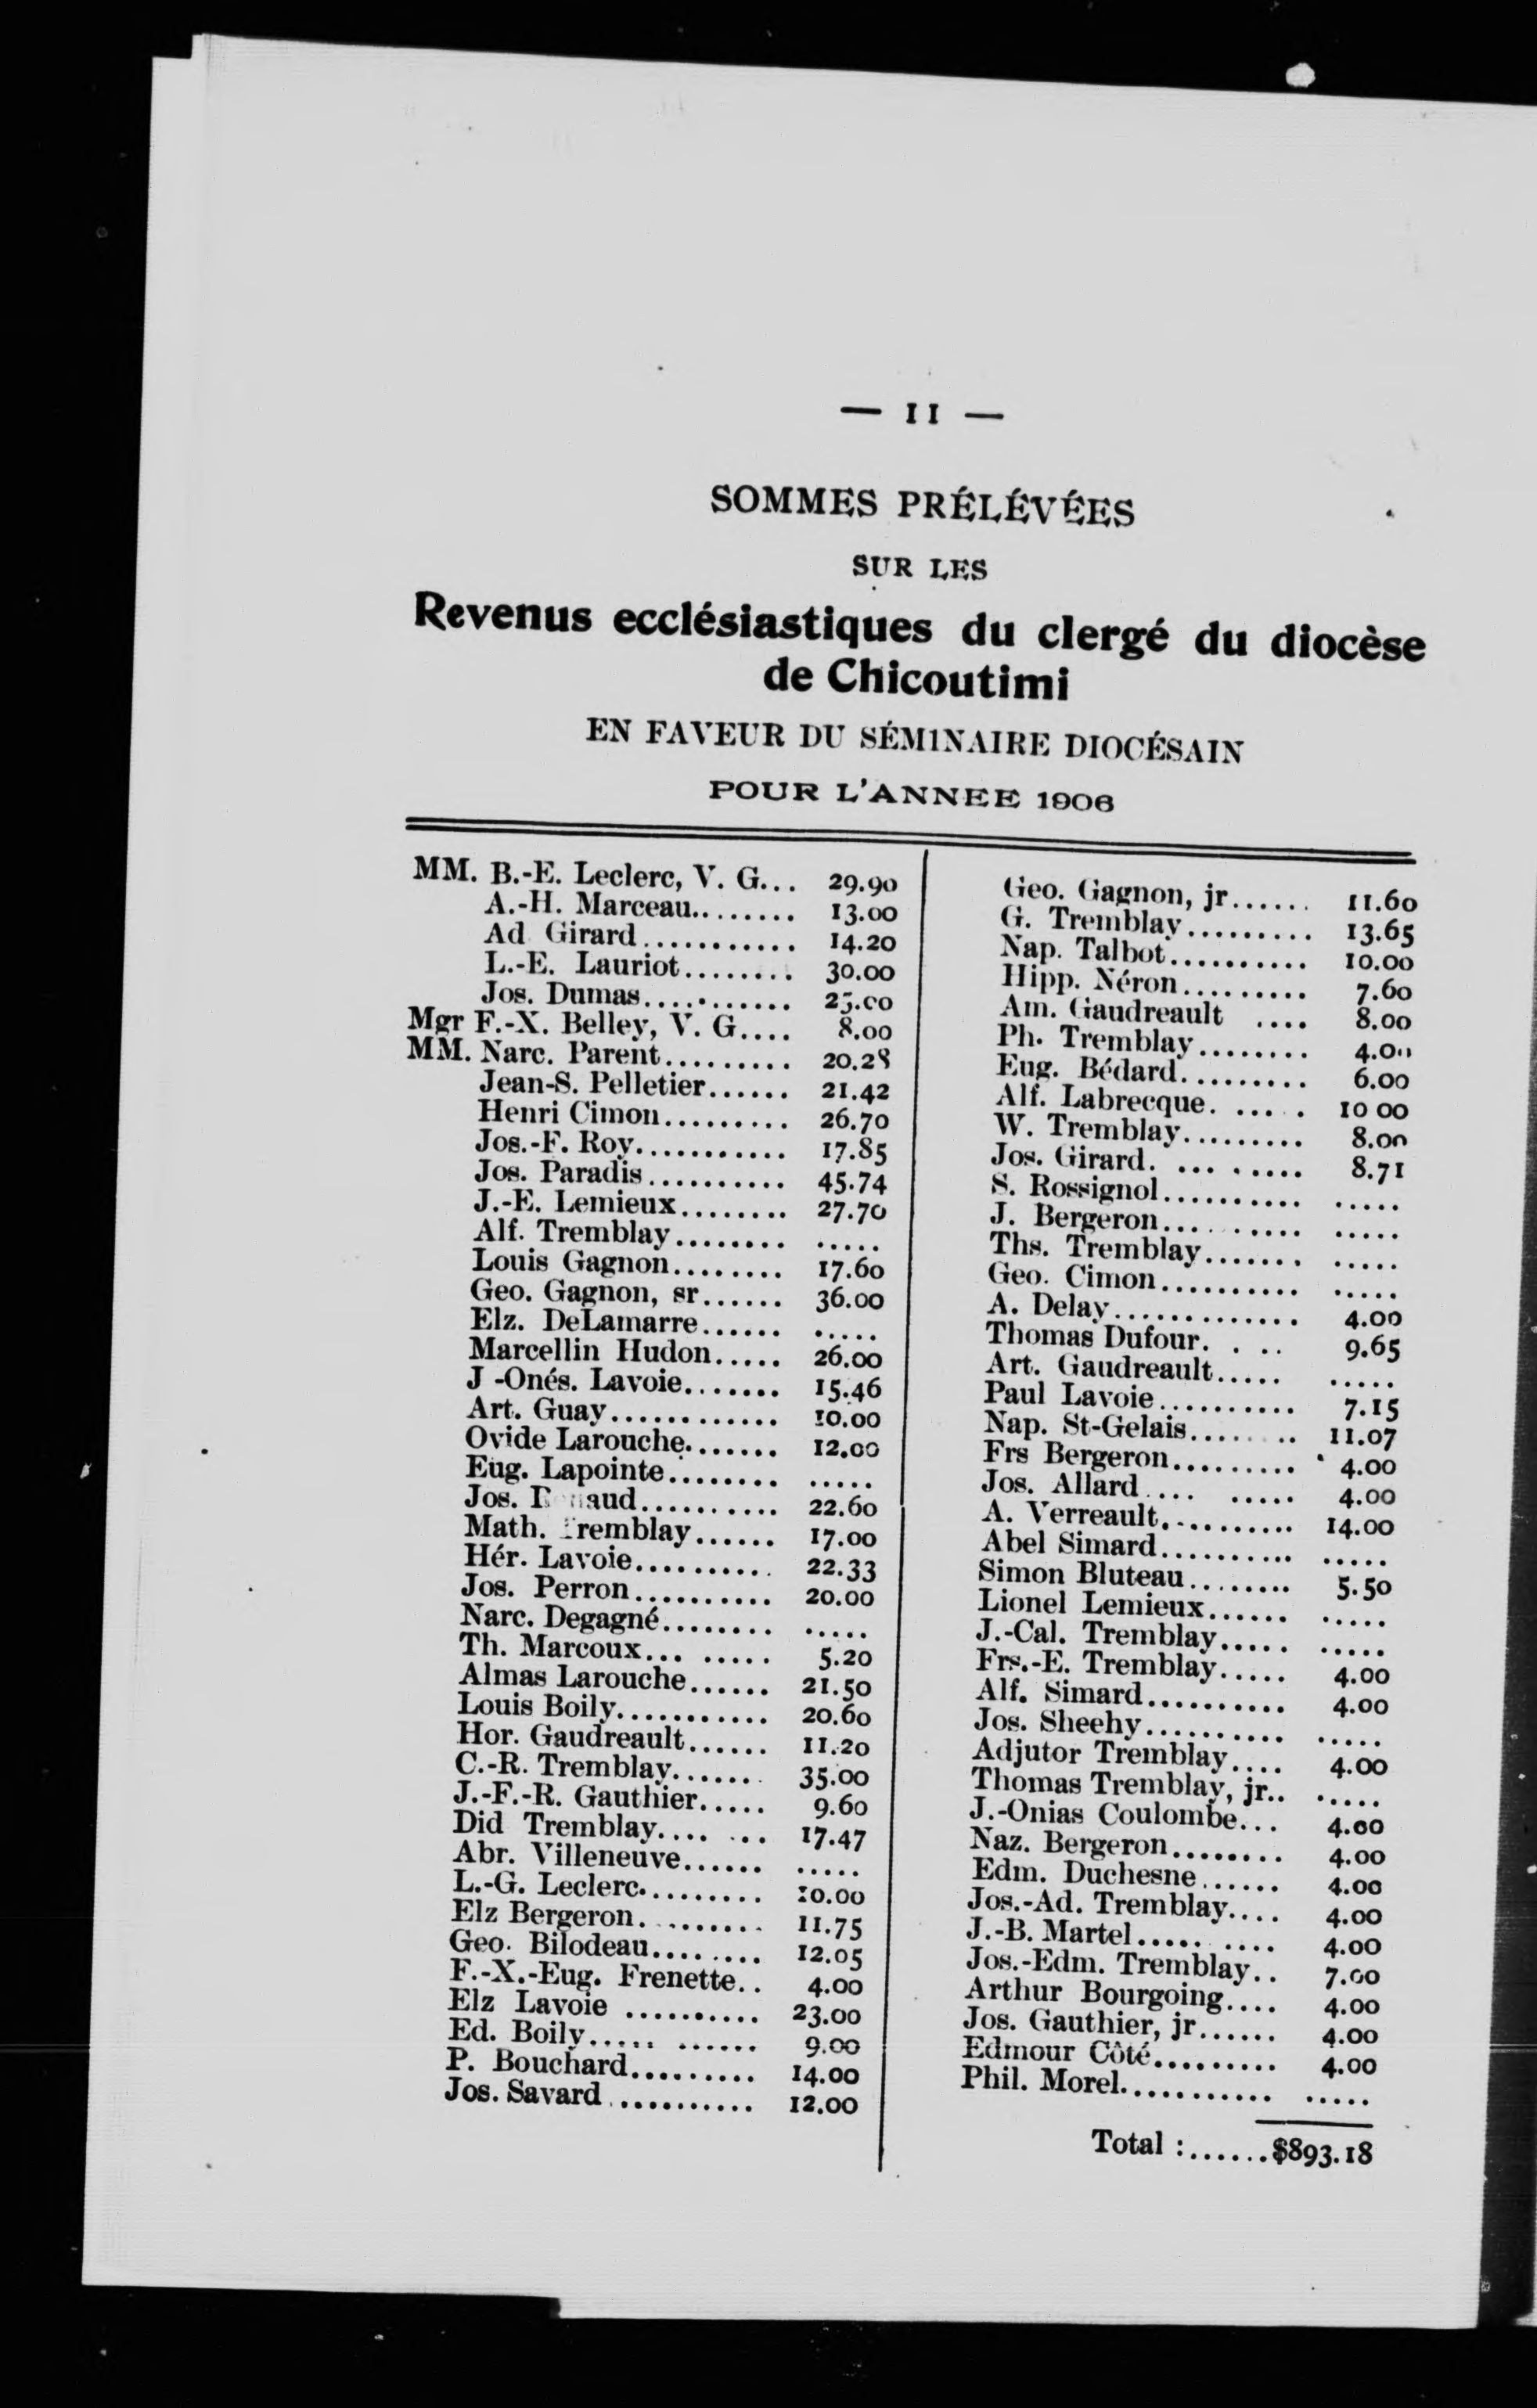 — 11 —
SOMMES PRÉLÉVÉES
SUR LES
Revenus ecclésiastiques du clergé du diocèse
de Chicoutimi
EN FAVEUR DU SÉMINAIRE DIOCÉSAIN
POUR L'ANNEE 1906
MM. B.-E. Leclerc, V. G... 29.90
A.-H. Marceau........ 13.00
Ad Girard........... 14.20
L.-E. Lauriot........ 30.00
Jos. Dumas........... 25.00
Mgr F.-X. Belley, V. G.... 8.00
MM. Narc. Parent.......... 20.28
Jean-S. Pelletier...... 21.42
Henri Cimon.......... 26.70
Jos.-F. Roy............ 17.85
Jos. Paradis........... 45.74
J.-E. Lemieux........ 27.70
Alf. Tremblay........ .....
Louis Gagnon......... 17.60
Geo. Gagnon, sr...... 36.00
Elz. DeLamarre...... .....
Marcellin Hudon..... 26.00
J -Onés. Lavoie....... 15.46
Art. Guay............. 10.00
Ovide Larouche....... 12.00
Eug. Lapointe........ .....
Jos. ........... 22.60
Math. Tremblay...... 17.00
Hér. Lavoie........... 22.33
Jos. Perron........... 20.00
Narc. Degagné........ .....
Th. Marcoux... ..... 5.20
Almas Larouche...... 21.50
Louis Boily............ 20.60
Hor. Gaudreault...... 11.20
C.-R. Tremblay....... 35.00
J.-F.-R. Gauthier..... 9.60
Did Tremblay.... ... 17.47
Abr. Villeneuve...... .....
L.-G. Leclerc.......... 10.00
Elz Bergeron.......... 11.75
Geo. Bilodeau......... 12.05
F.-X.-Eug. Frenette.. 4.00
Elz Lavoie .......... 23.00
Ed. Boily..... ...... 9.00
P. Bouchard.......... 14.00
Jos. Savard ........... 12.00
Geo. Gagnon, jr...... 11.60
G. Tremblay......... 13.65
Nap. Talbot.......... 10.00
Hipp. Néron......... 7.60
Am. Gaudreault .... 8.00
Ph. Tremblay........ 4.00
Eug. Bédard.......... 6.00
Alf. Labrecque. ..... 10 00
W. Tremblay......... 8.00
Jos. Girard. ........ 8.71
S. Rossignol........... .....
J. Bergeron........... .....
Ths. Tremblay....... .....
Geo. Cimon........... .....
A. Delay.............. 4.00
Thomas Dufour. . .. 9.65
Art. Gaudreault..... .....
Paul Lavoie........... 7.15
Nap. St-Gelais........ 11.07
Frs Bergeron.......... 4.00
Jos. Allard.... ..... 4.00
A. Verreault........... 14.00
Abel Simard........... .....
Simon Bluteau........ 5.50
Lionel Lemieux...... .....
J.-Cal. Tremblay..... .....
Frs.-E. Tremblay..... 4.00
Alf. Simard........... 4.00
Jos. Sheehy........... .....
Adjutor Tremblay.... 4.00
Thomas Tremblay, jr.. .....
J.-Onias Coulombe... 4.00
Naz. Bergeron........ 4.00
Edm. Duchesne...... 4.00
Jos.-Ad. Tremblay.... 4.00
J.-B. Martel..... .... 4.00
Jos.-Edm. Tremblay.. 7.00
Arthur Bourgoing.... 4.00
Jos. Gauthier, jr...... 4.00
Edmour Côté......... 4.00
Phil. Morel............ .....
Total :......$893.18